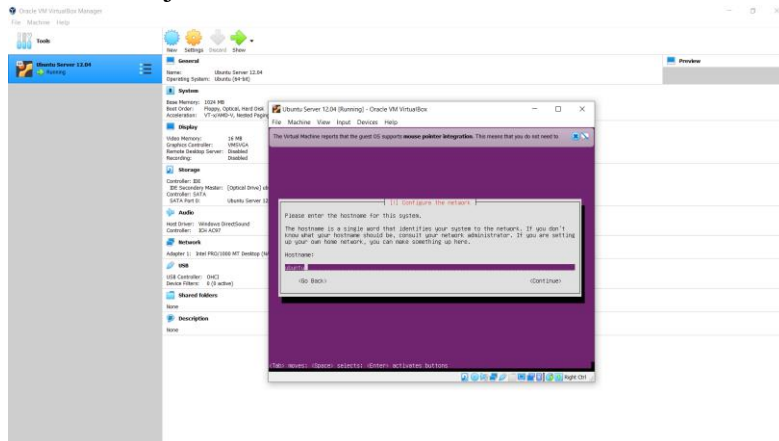 Oracle VM VirtualBox Manager
File Machine Help
Tools
New Settings Discard Show
Ubuntu Server 12.04
Running
General
Name: Ubuntu Server 12.04
Operating System: Ubuntu (64-bit)
System
Base Memory: 1024 MB
Boot Order: Floppy, Optical, Hard Disk
Acceleration: VT-x/AMD-V, Nested Paging
Display
Video Memory: 16 MB
Graphics Controller: VMSVGA
Remote Desktop Server: Disabled
Recording: Disabled
Storage
Controller: IDE
IDE Secondary Master: [Optical Drive]
Controller: SATA
SATA Port 0: Ubuntu Server
Audio
Host Driver: Windows DirectSound
Controller: ICH AC97
Network
Adapter 1: Intel PRO/1000 MT Desktop
USB
USB Controller: OHCI
Device Filters: 0 (0 active)
Shared folders
None
Description
None
Preview
Ubuntu Server 12.04 [Running] - Oracle VM VirtualBox
File Machine View Input Devices Help
The Virtual Machine reports that the guest OS supports mouse pointer integration. This means that you do not need to
[!] Configure the network
Please enter the hostname for this system.
The hostname is a single word that identifies your system to the network. If you don't
know what your hostname should be, consult your network administrator. If you are setting
up your own home network, you can make something up here.
Hostname:
ubuntu
<Go Back> <Continue>
<Tab> moves; <Space> selects; <Enter> activates buttons
Right Ctrl